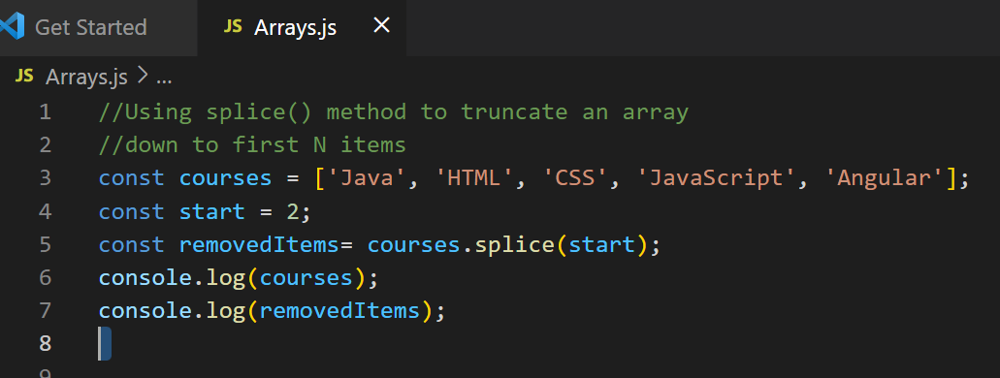 Get Started
JS Arrays.js ×
JS Arrays.js > ...
1 //Using splice() method to truncate an array
2 //down to first N items
3 const courses = ['Java', 'HTML', 'CSS', 'JavaScript', 'Angular'];
4 const start = 2;
5 const removedItems= courses.splice(start);
6 console.log(courses);
7 console.log(removedItems);
8
9